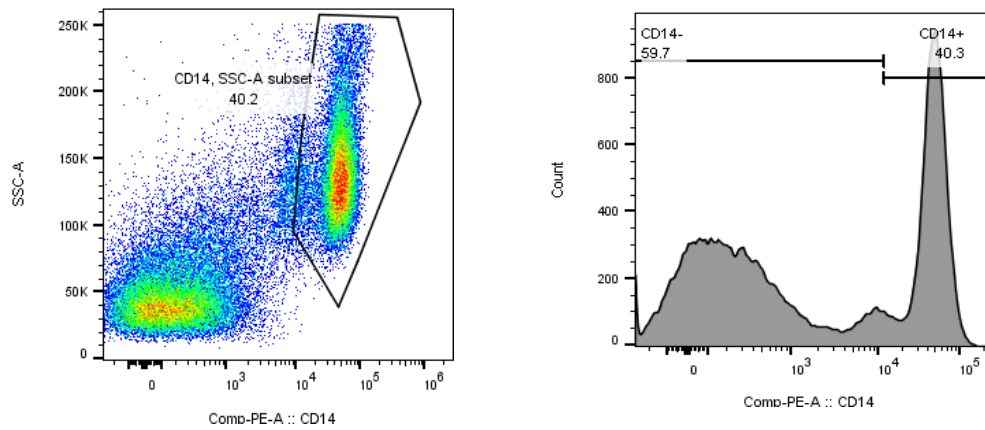 250K
200K
150K
100K
50K
0
SSC-A
CD14, SSC-A subset
40.2
0 10^3 10^4 10^5 10^6
Comp-PE-A :: CD14
CD14-
59.7
CD14+
40.3
800
600
400
200
0
Count
0 10^3 10^4 10^5
Comp-PE-A :: CD14